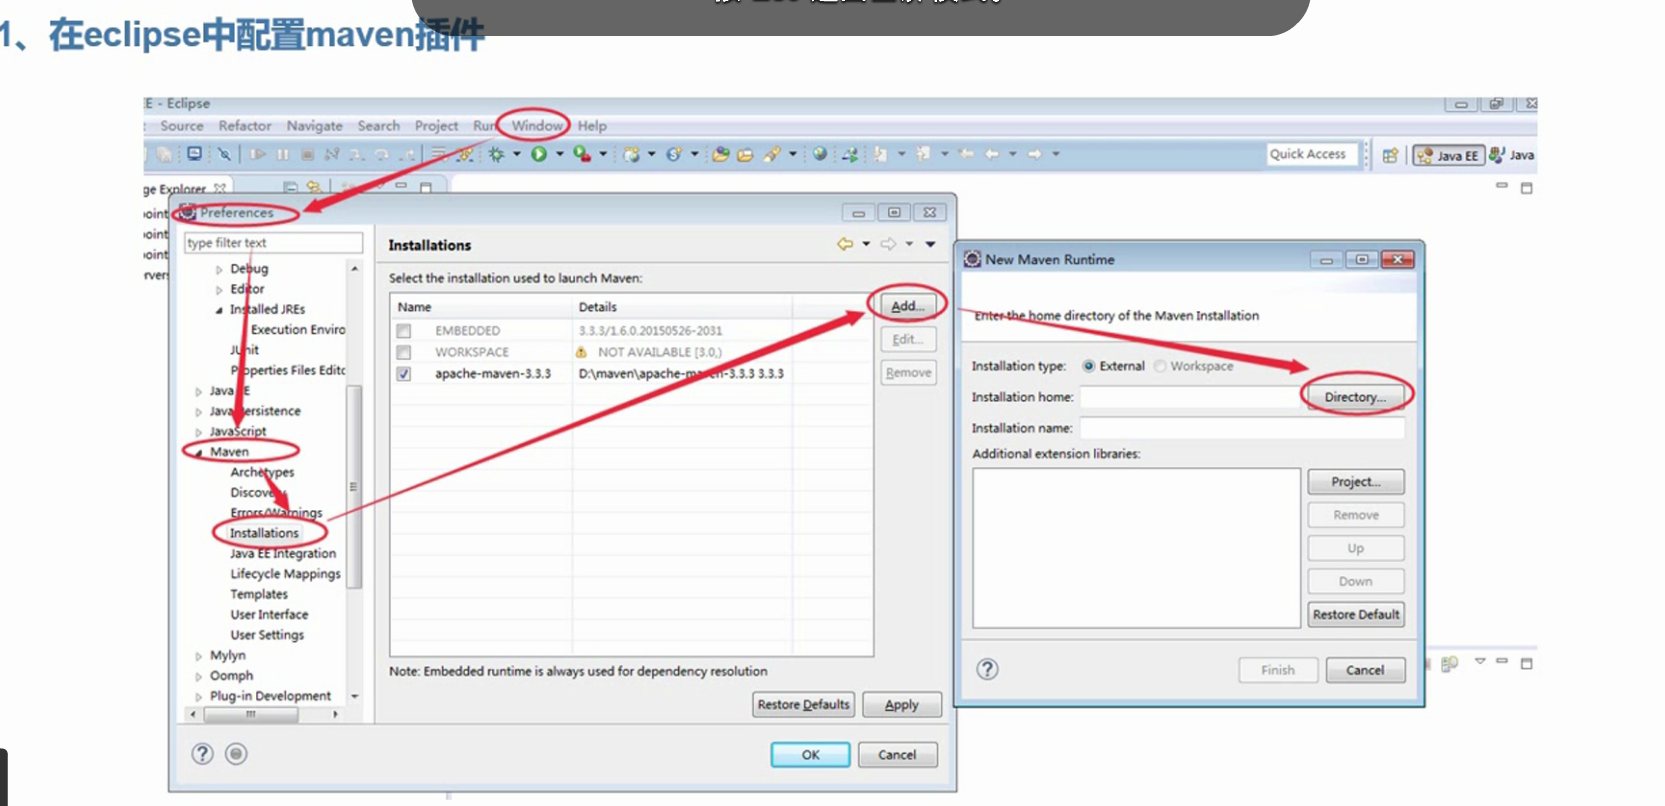 1、在eclipse中配置maven插件
E - Eclipse
Source Refactor Navigate Search Project Run Window Help
Quick Access
Java EE
Java
ge Explorer
Preferences
type filter text
Debug
Editor
Installed JREs
Execution Enviro
JUnit
Properties Files Editc
Java EE
Java Persistence
JavaScript
Maven
Archetypes
Discovery
Errors/Warnings
Installations
Java EE Integration
Lifecycle Mappings
Templates
User Interface
User Settings
Mylyn
Oomph
Plug-in Development
Installations
Select the installation used to launch Maven:
Name Details
EMBEDDED 3.3.3/1.6.0.20150526-2031
WORKSPACE NOT AVAILABLE [3.0,)
apache-maven-3.3.3 D:\maven\apache-maven-3.3.3 3.3.3
Add...
Edit...
Remove
Note: Embedded runtime is always used for dependency resolution
Restore Defaults
Apply
OK
Cancel
New Maven Runtime
Enter the home directory of the Maven Installation
Installation type: External Workspace
Installation home:
Directory...
Installation name:
Additional extension libraries:
Project...
Remove
Up
Down
Restore Default
Finish
Cancel